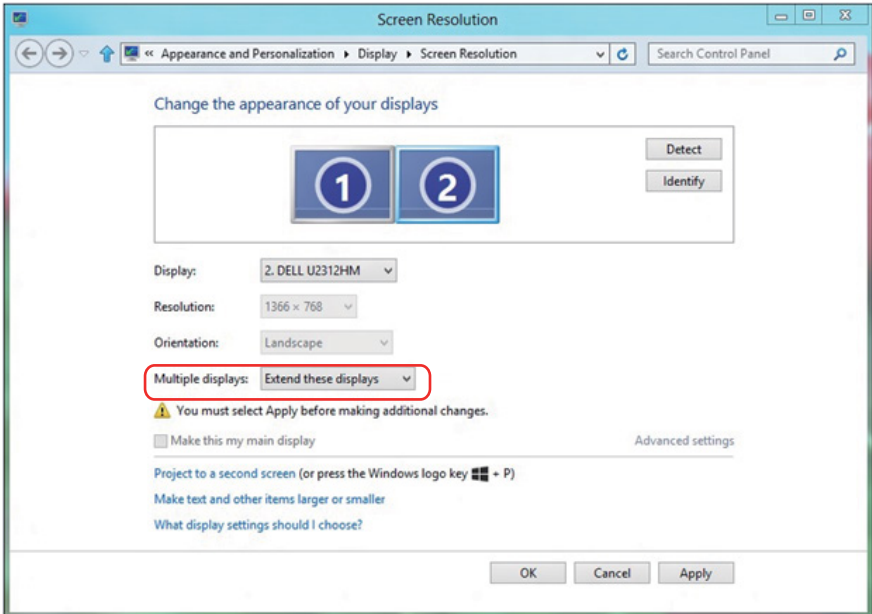 Screen Resolution
« Appearance and Personalization Display Screen Resolution Search Control Panel
Change the appearance of your displays
1 2
Detect
Identify
Display: 2. DELL U2312HM
Resolution: 1366 × 768
Orientation: Landscape
Multiple displays: Extend these displays
You must select Apply before making additional changes.
Make this my main display Advanced settings
Project to a second screen (or press the Windows logo key + P)
Make text and other items larger or smaller
What display settings should I choose?
OK Cancel Apply